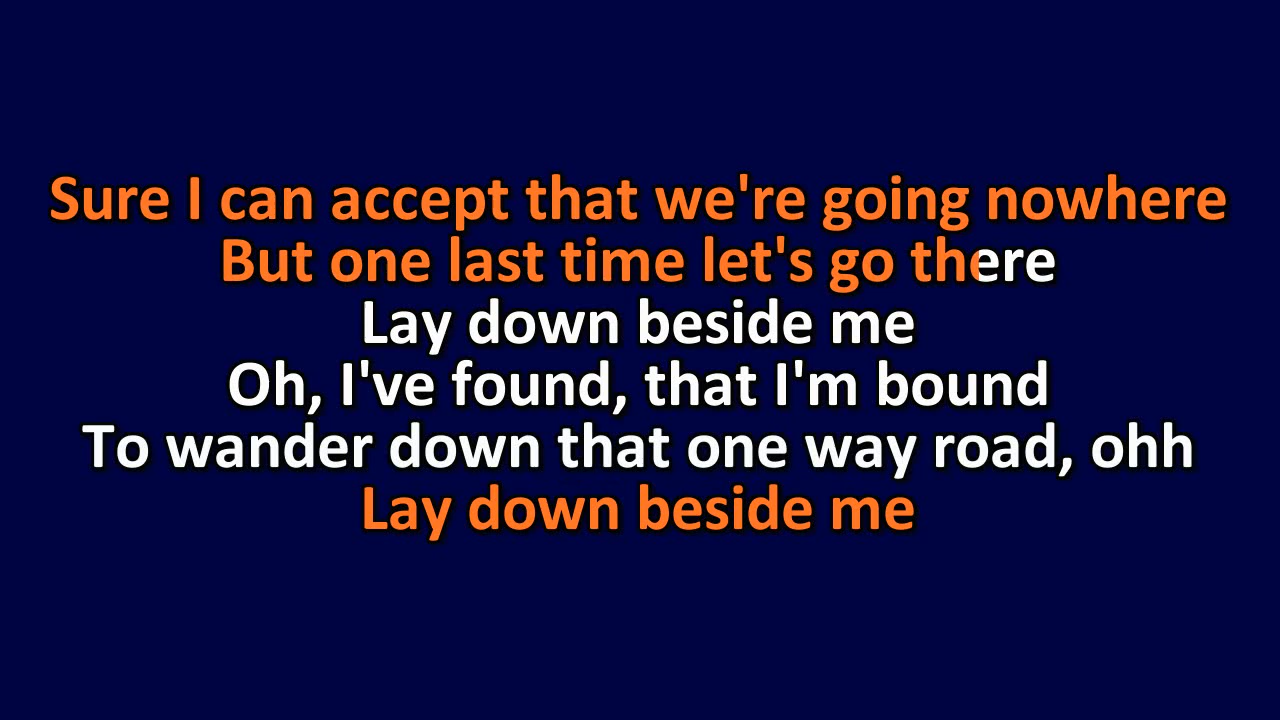 Sure I can accept that we're going nowhere
But one last time let's go there
Lay down beside me
Oh, I've found, that I'm bound
To wander down that one way road, ohh
Lay down beside me